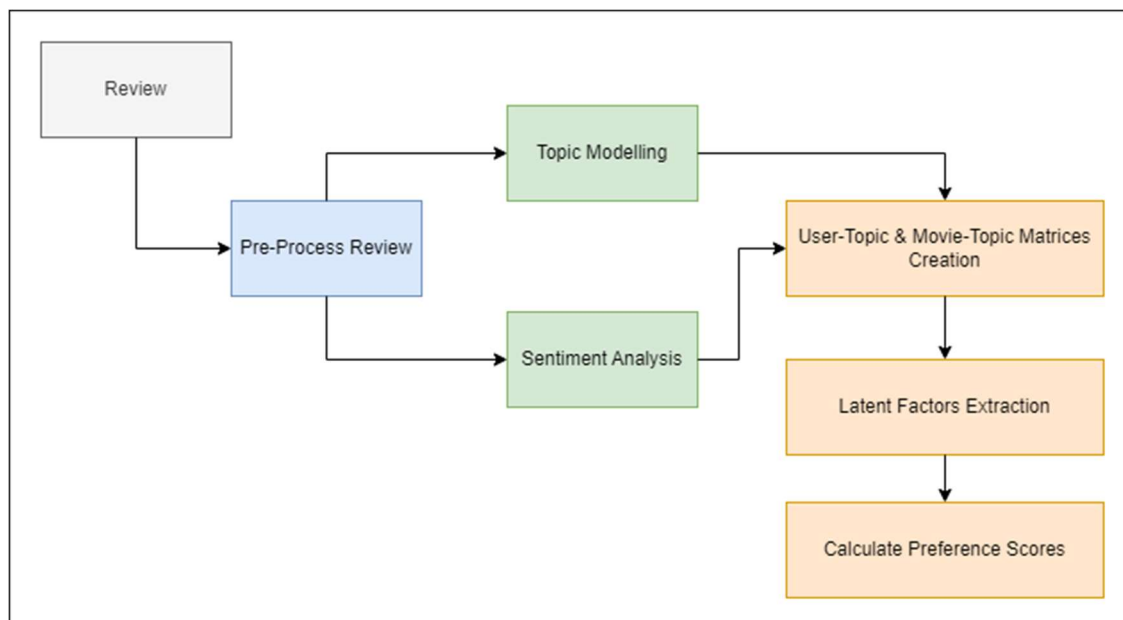 Review
Topic Modelling
Pre-Process Review
User-Topic & Movie-Topic Matrices
Creation
Sentiment Analysis
Latent Factors Extraction
Calculate Preference Scores